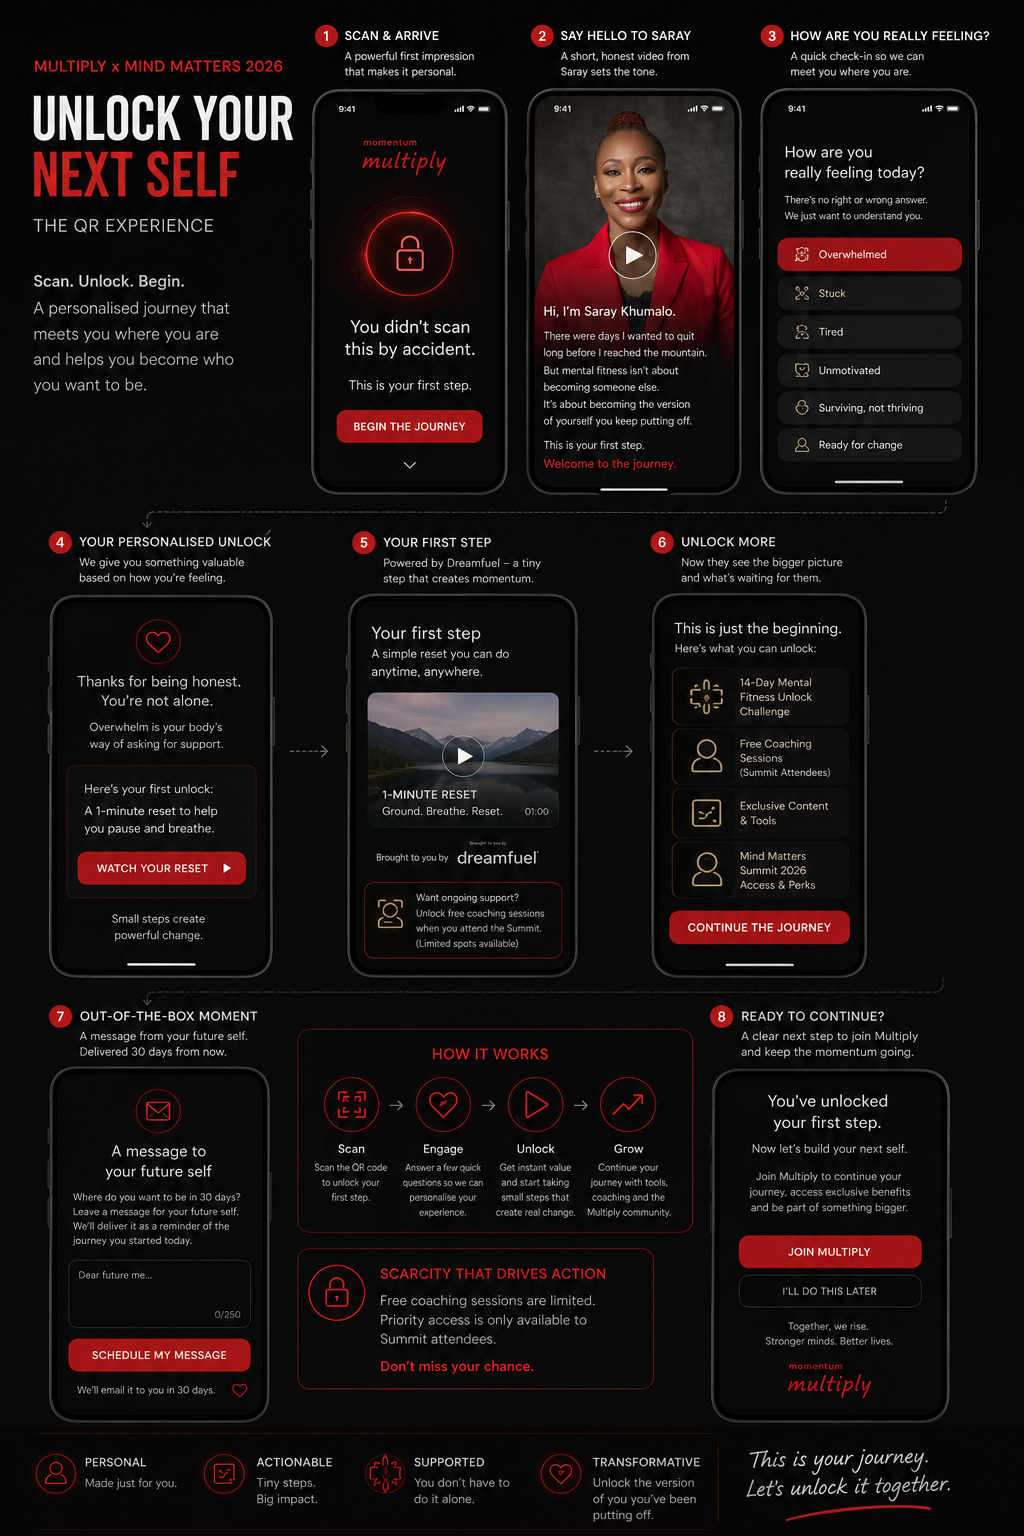 MULTIPLY x MIND MATTERS 2026
UNLOCK YOUR
NEXT SELF
THE QR EXPERIENCE
Scan. Unlock. Begin.
A personalised journey that
meets you where you are
and helps you become who
you want to be.
1 SCAN & ARRIVE
A powerful first impression
that makes it personal.
9:41
momentum
multiply
You didn't scan
this by accident.
This is your first step.
BEGIN THE JOURNEY
2 SAY HELLO TO SARAY
A short, honest video from
Saray sets the tone.
9:41
Hi, I'm Saray Khumalo.
There were days I wanted to quit
long before I reached the mountain.
But mental fitness isn't about
becoming someone else.
It's about becoming the version
of yourself you keep putting off.
This is your first step.
Welcome to the journey.
3 HOW ARE YOU REALLY FEELING?
A quick check-in so we can
meet you where you are.
9:41
How are you
really feeling today?
There's no right or wrong answer.
We just want to understand you.
Overwhelmed
Stuck
Tired
Unmotivated
Surviving, not thriving
Ready for change
4 YOUR PERSONALISED UNLOCK
We give you something valuable
based on how you're feeling.
Thanks for being honest.
You're not alone.
Overwhelm is your body's
way of asking for support.
Here's your first unlock:
A 1-minute reset to help
you pause and breathe.
WATCH YOUR RESET
Small steps create
powerful change.
5 YOUR FIRST STEP
Powered by Dreamfuel – a tiny
step that creates momentum.
Your first step
A simple reset you can do
anytime, anywhere.
1-MINUTE RESET
Ground. Breathe. Reset. 01:00
Brought to you by
Brought to you by dreamfuel
Want ongoing support?
Unlock free coaching sessions
when you attend the Summit.
(Limited spots available)
6 UNLOCK MORE
Now they see the bigger picture
and what's waiting for them.
This is just the beginning.
Here's what you can unlock:
14-Day Mental
Fitness Unlock
Challenge
Free Coaching
Sessions
(Summit Attendees)
Exclusive Content
& Tools
Mind Matters
Summit 2026
Access & Perks
CONTINUE THE JOURNEY
7 OUT-OF-THE-BOX MOMENT
A message from your future self.
Delivered 30 days from now.
A message to
your future self
Where do you want to be in 30 days?
Leave a message for your future self.
We'll deliver it as a reminder of the
journey you started today.
Dear future me...
0/250
SCHEDULE MY MESSAGE
We'll email it to you in 30 days.
HOW IT WORKS
Scan
Scan the QR code
to unlock your
first step.
Engage
Answer a few quick
questions so we can
personalise your
experience.
Unlock
Get instant value
and start taking
small steps that
create real change.
Grow
Continue your
journey with tools,
coaching and the
Multiply community.
SCARCITY THAT DRIVES ACTION
Free coaching sessions are limited.
Priority access is only available to
Summit attendees.
Don't miss your chance.
8 READY TO CONTINUE?
A clear next step to join Multiply
and keep the momentum going.
You've unlocked
your first step.
Now let's build your next self.
Join Multiply to continue your
journey, access exclusive benefits
and be part of something bigger.
JOIN MULTIPLY
I'LL DO THIS LATER
Together, we rise.
Stronger minds. Better lives.
momentum
multiply
PERSONAL
Made just for you.
ACTIONABLE
Tiny steps.
Big impact.
SUPPORTED
You don't have to
do it alone.
TRANSFORMATIVE
Unlock the version
of you you've been
putting off.
This is your journey.
Let's unlock it together.